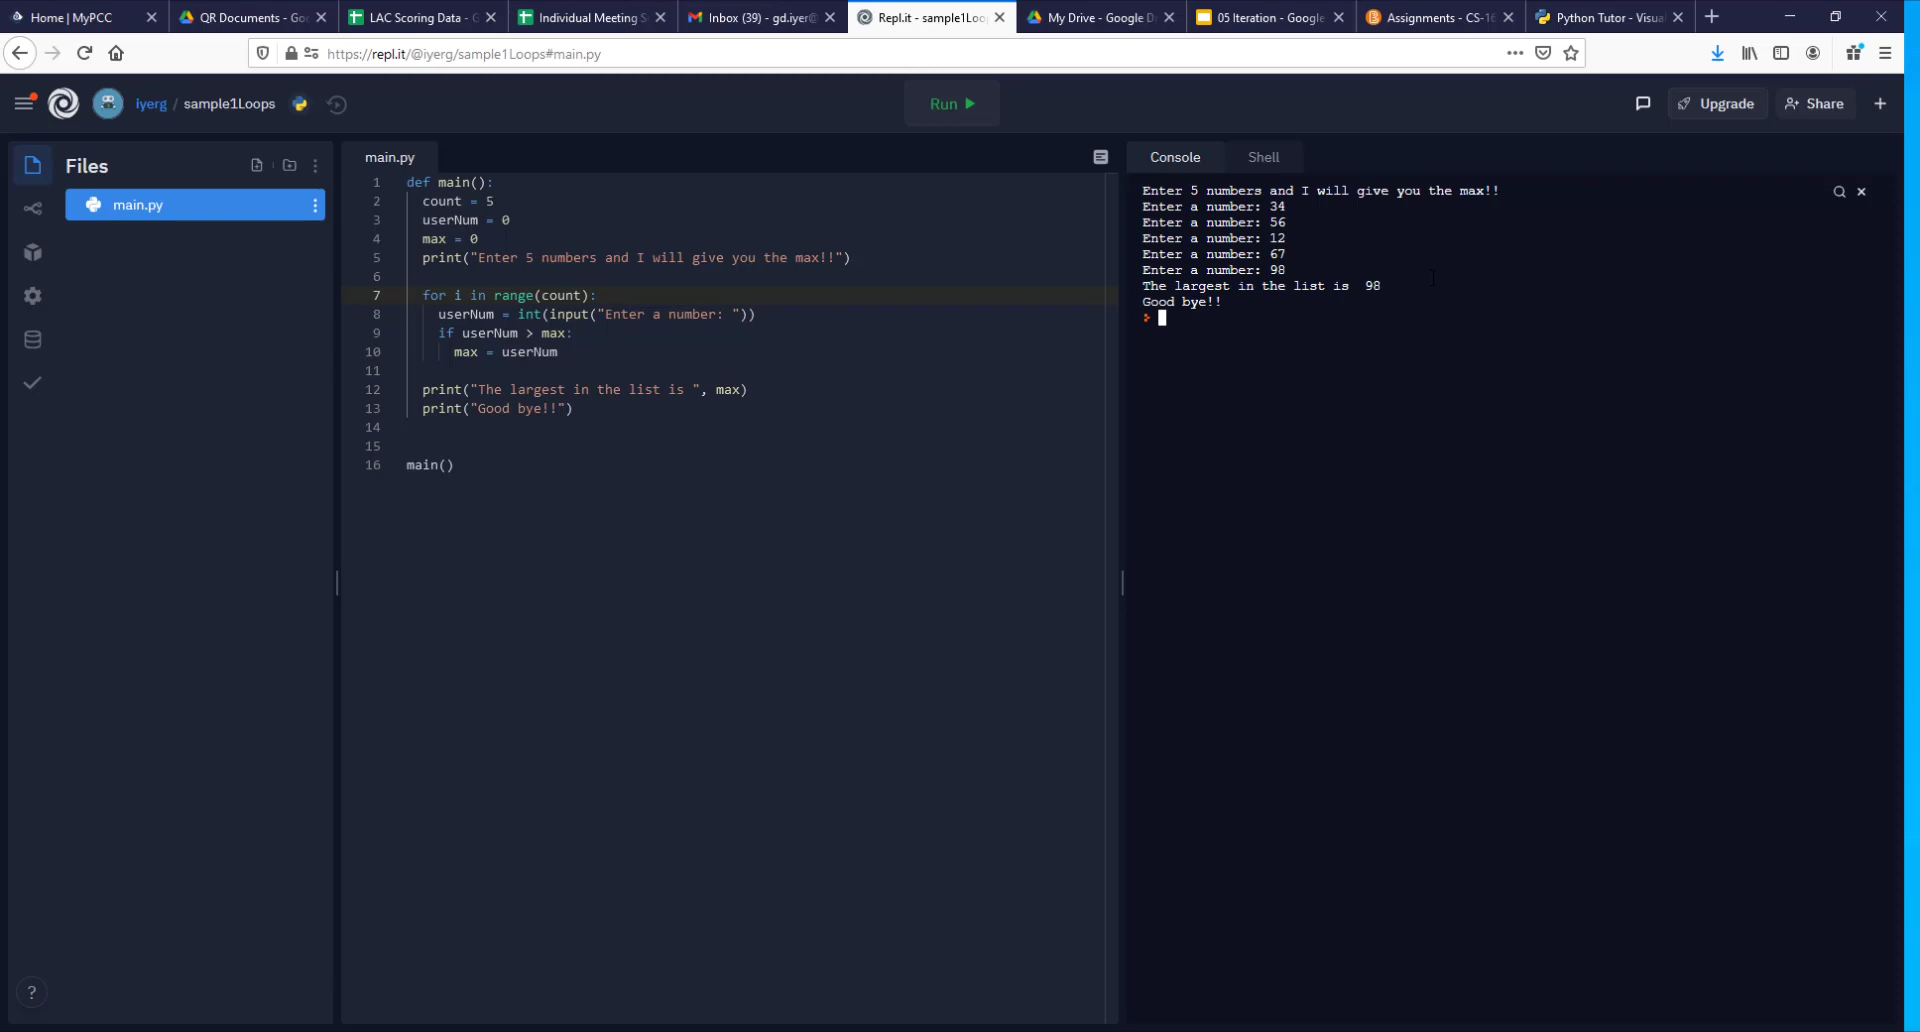 Home | MyPCC
QR Documents - Goo
LAC Scoring Data - G
Individual Meeting S
Inbox (39) - gd.iyer@
Repl.it - sample1Loo
My Drive - Google D
05 Iteration - Google
Assignments - CS-16
Python Tutor - Visual
https://repl.it/@iyerg/sample1Loops#main.py
iyerg / sample1Loops
Run
Upgrade
Share
Files
main.py
main.py
1 def main():
2 count = 5
3 userNum = 0
4 max = 0
5 print("Enter 5 numbers and I will give you the max!!")
6
7 for i in range(count):
8 userNum = int(input("Enter a number: "))
9 if userNum > max:
10 max = userNum
11
12 print("The largest in the list is ", max)
13 print("Good bye!!")
14
15
16 main()
Console
Shell
Enter 5 numbers and I will give you the max!!
Enter a number: 34
Enter a number: 56
Enter a number: 12
Enter a number: 67
Enter a number: 98
The largest in the list is  98
Good bye!!
?